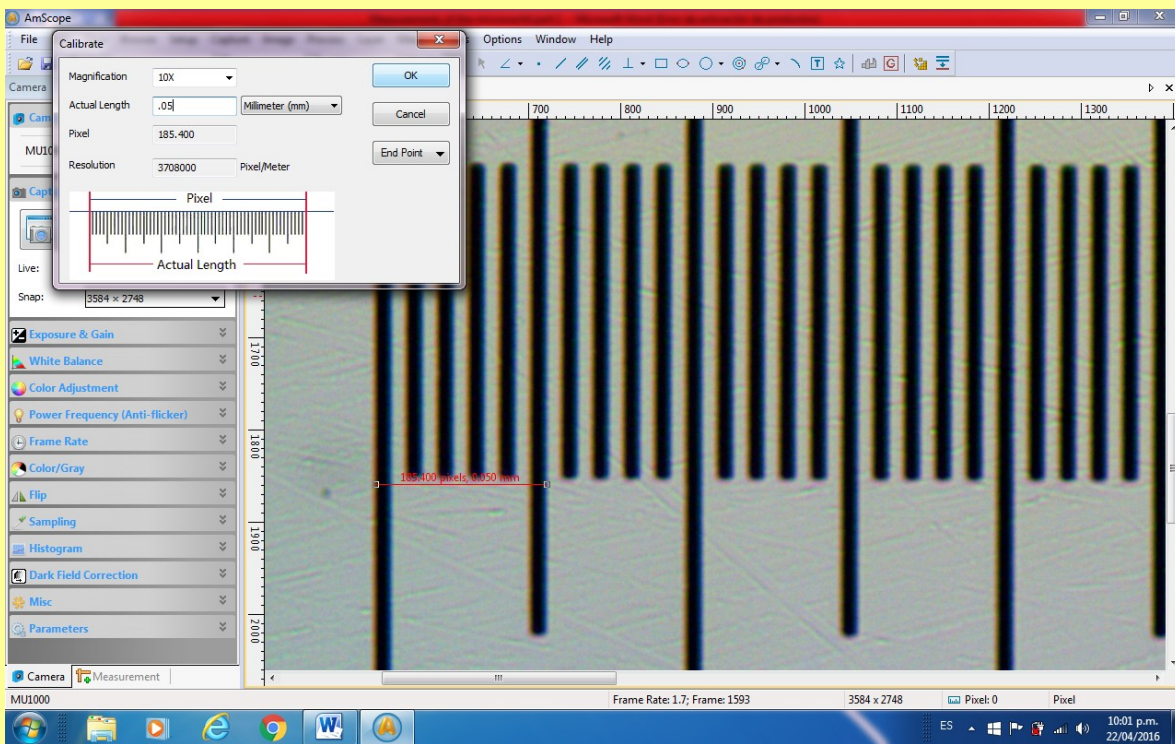 AmScope
File
Options Window Help
Calibrate
Magnification 10X OK
Actual Length .05 Millimeter (mm) Cancel
Pixel 185.400 End Point
Resolution 3708000 Pixel/Meter
Pixel
Actual Length
Camera
Cam
MU10
Capt
Live:
Snap: 3584 × 2748
Exposure & Gain
White Balance
Color Adjustment
Power Frequency (Anti-flicker)
Frame Rate
Color/Gray
Flip
Sampling
Histogram
Dark Field Correction
Misc
Parameters
Camera Measurement
700 800 900 1000 1100 1200 1300
1700
1800
1900
2000
185.400 pixels, 0.050 mm
MU1000 Frame Rate: 1.7; Frame: 1593 3584 x 2748 Pixel: 0 Pixel
ES 10:01 p.m.
22/04/2016